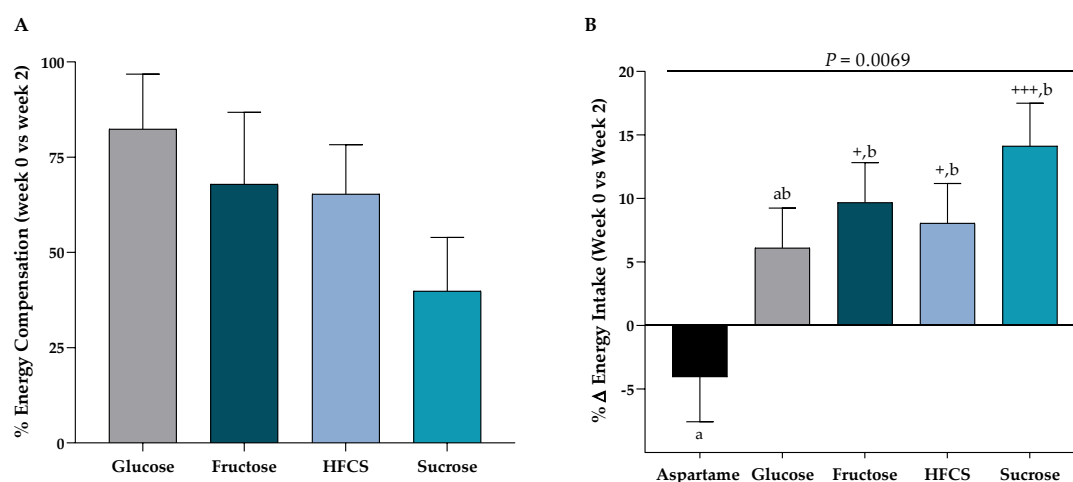 A
% Energy Compensation (week 0 vs week 2)
100
75
50
25
0
Glucose Fructose HFCS Sucrose
B
P = 0.0069
% Δ Energy Intake (Week 0 vs Week 2)
20
15
10
5
0
-5
+++,b
+,b
+,b
ab
a
Aspartame Glucose Fructose HFCS Sucrose